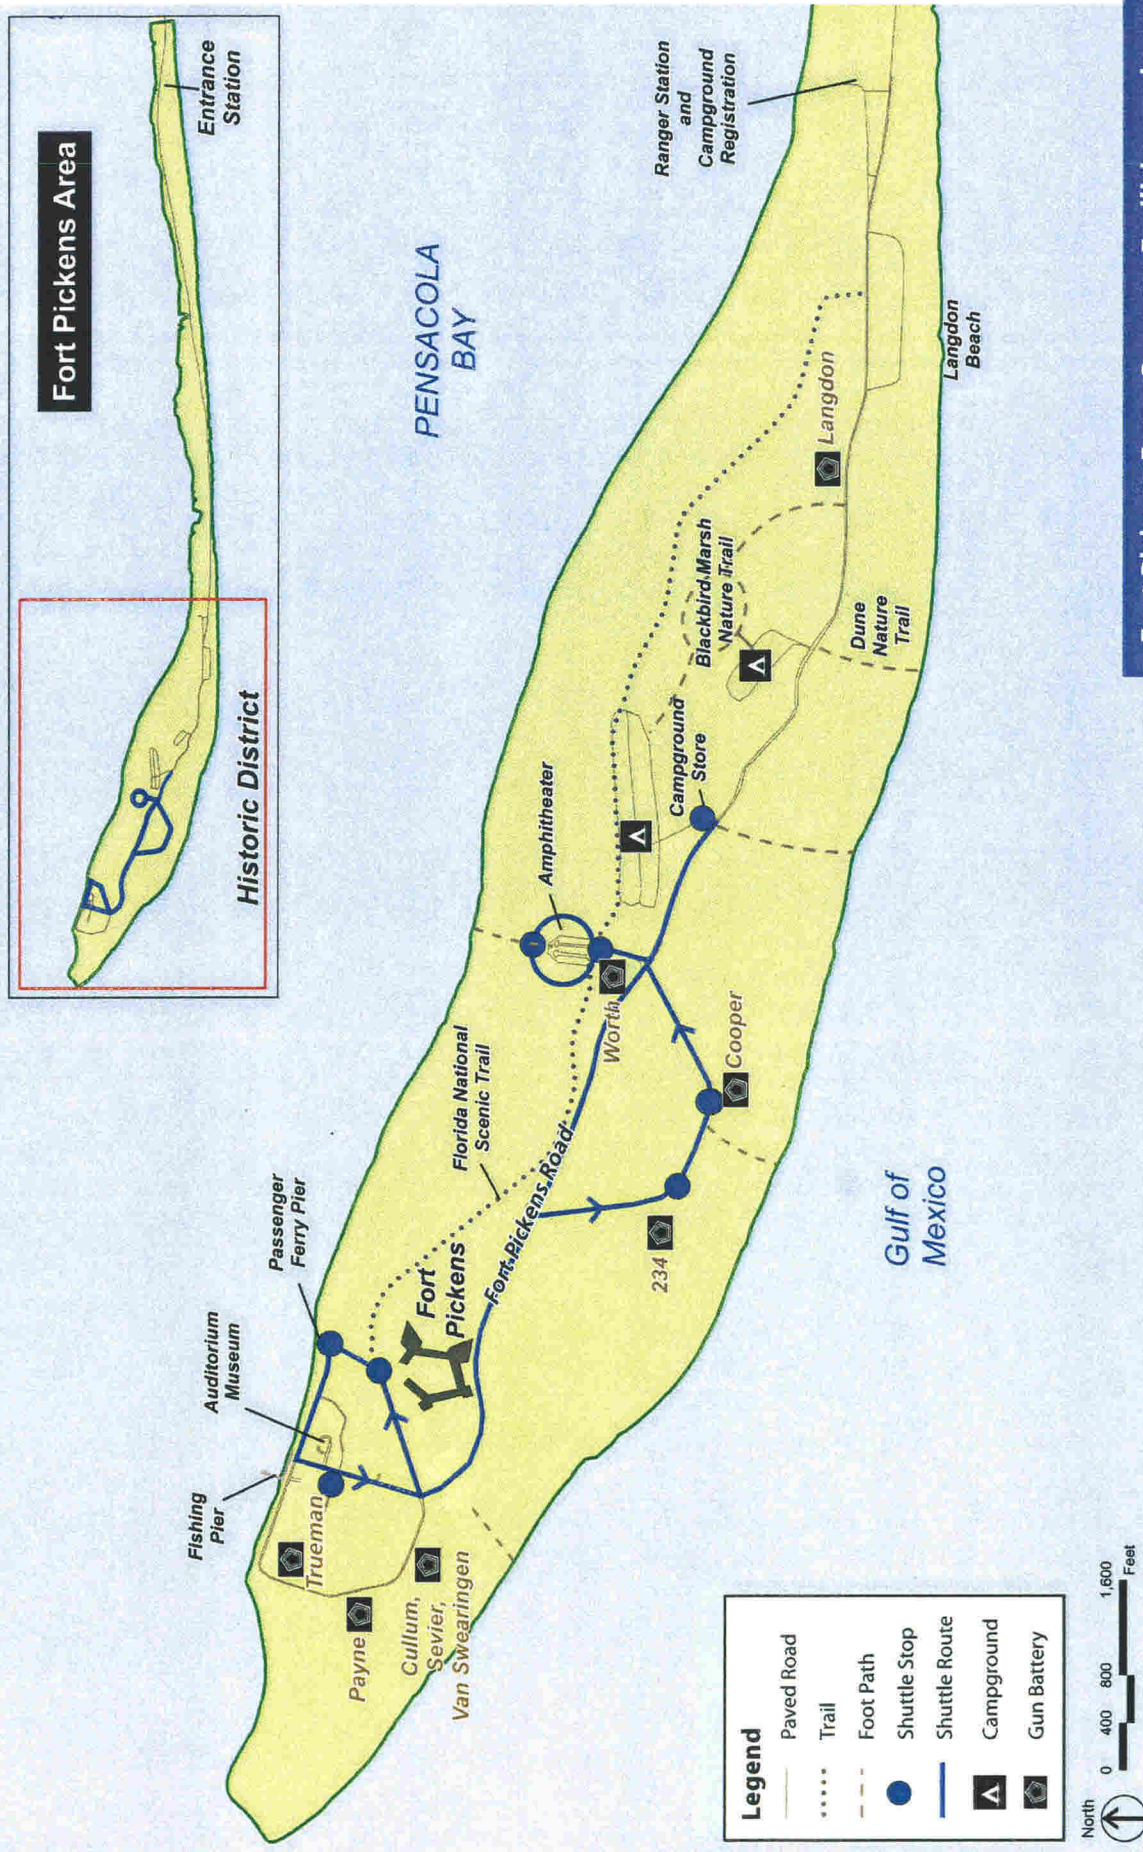 Fort Pickens Area
Entrance
Station
Historic District
PENSACOLA
BAY
Ranger Station
and
Campground
Registration
Fishing
Pier
Auditorium
Museum
Passenger
Ferry Pier
Florida National
Scenic Trail
Amphitheater
Campground
Store
Blackbird Marsh
Nature Trail
Langdon
Langdon
Beach
Dune
Nature
Trail
Trueman
Payne
Cullum,
Sevier,
Van Swearingen
Fort
Pickens
Fort Pickens Road
Worth
Cooper
234
Gulf of
Mexico
Legend
Paved Road
Trail
Foot Path
Shuttle Stop
Shuttle Route
Campground
Gun Battery
North
0 400 800 1,600
Feet